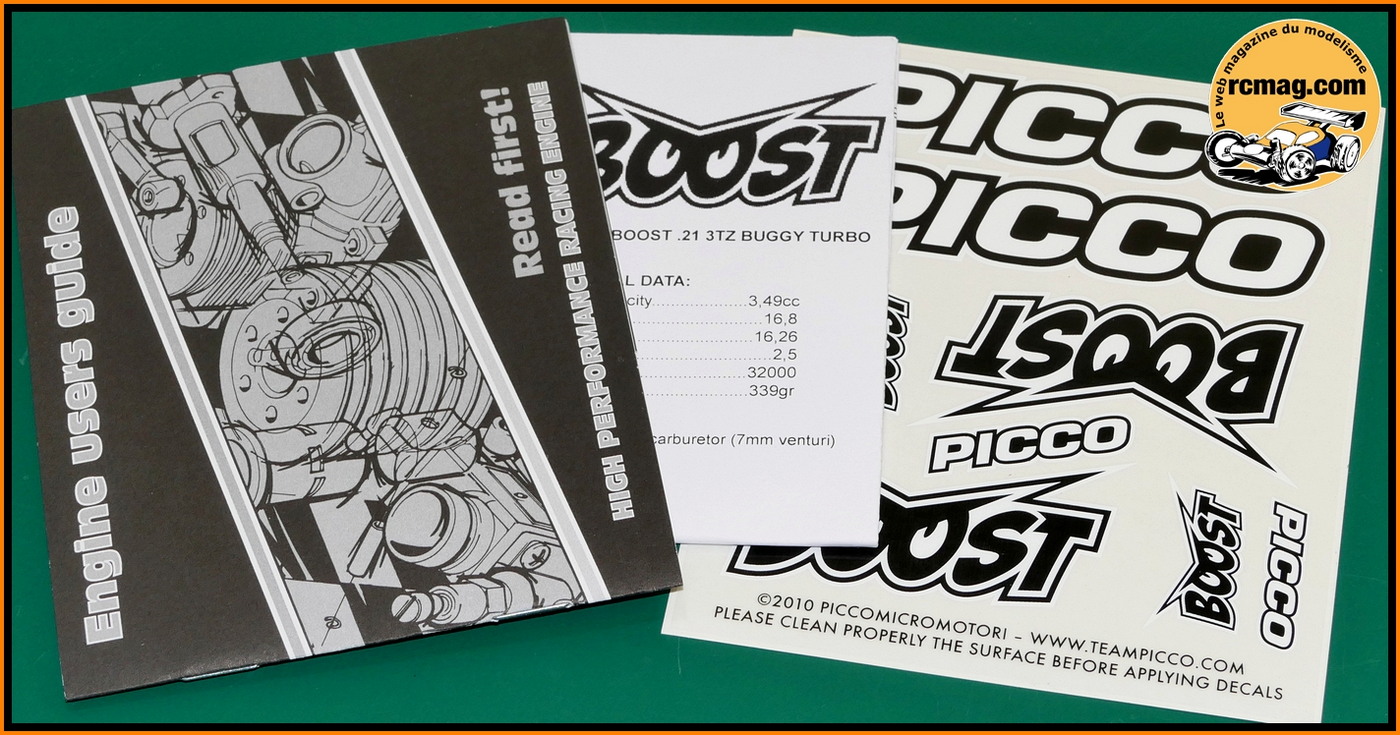 Engine users guide
Read first!
HIGH PERFORMANCE RACING ENGINE
BOOST
BOOST .21 3TZ BUGGY TURBO
L DATA:
city..................3,49cc
16,8
16,26
2,5
32000
339gr
carburetor (7mm venturi)
PICCO
PICCO
BOOST
BOOST
PICCO
BOOST
BOOST
PICCO
©2010 PICCOMICROMOTORI – WWW.TEAMPICCO.COM
PLEASE CLEAN PROPERLY THE SURFACE BEFORE APPLYING DECALS
Le web magazine du modelisme
rcmag.com